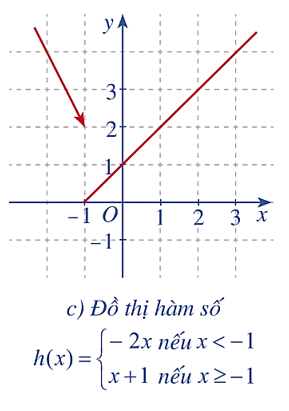 y
3
2
1
−1 O 1 2 3 x
−1
c) Đồ thị hàm số
h(x) = { −2x nếu x < −1
x+1 nếu x ≥ −1